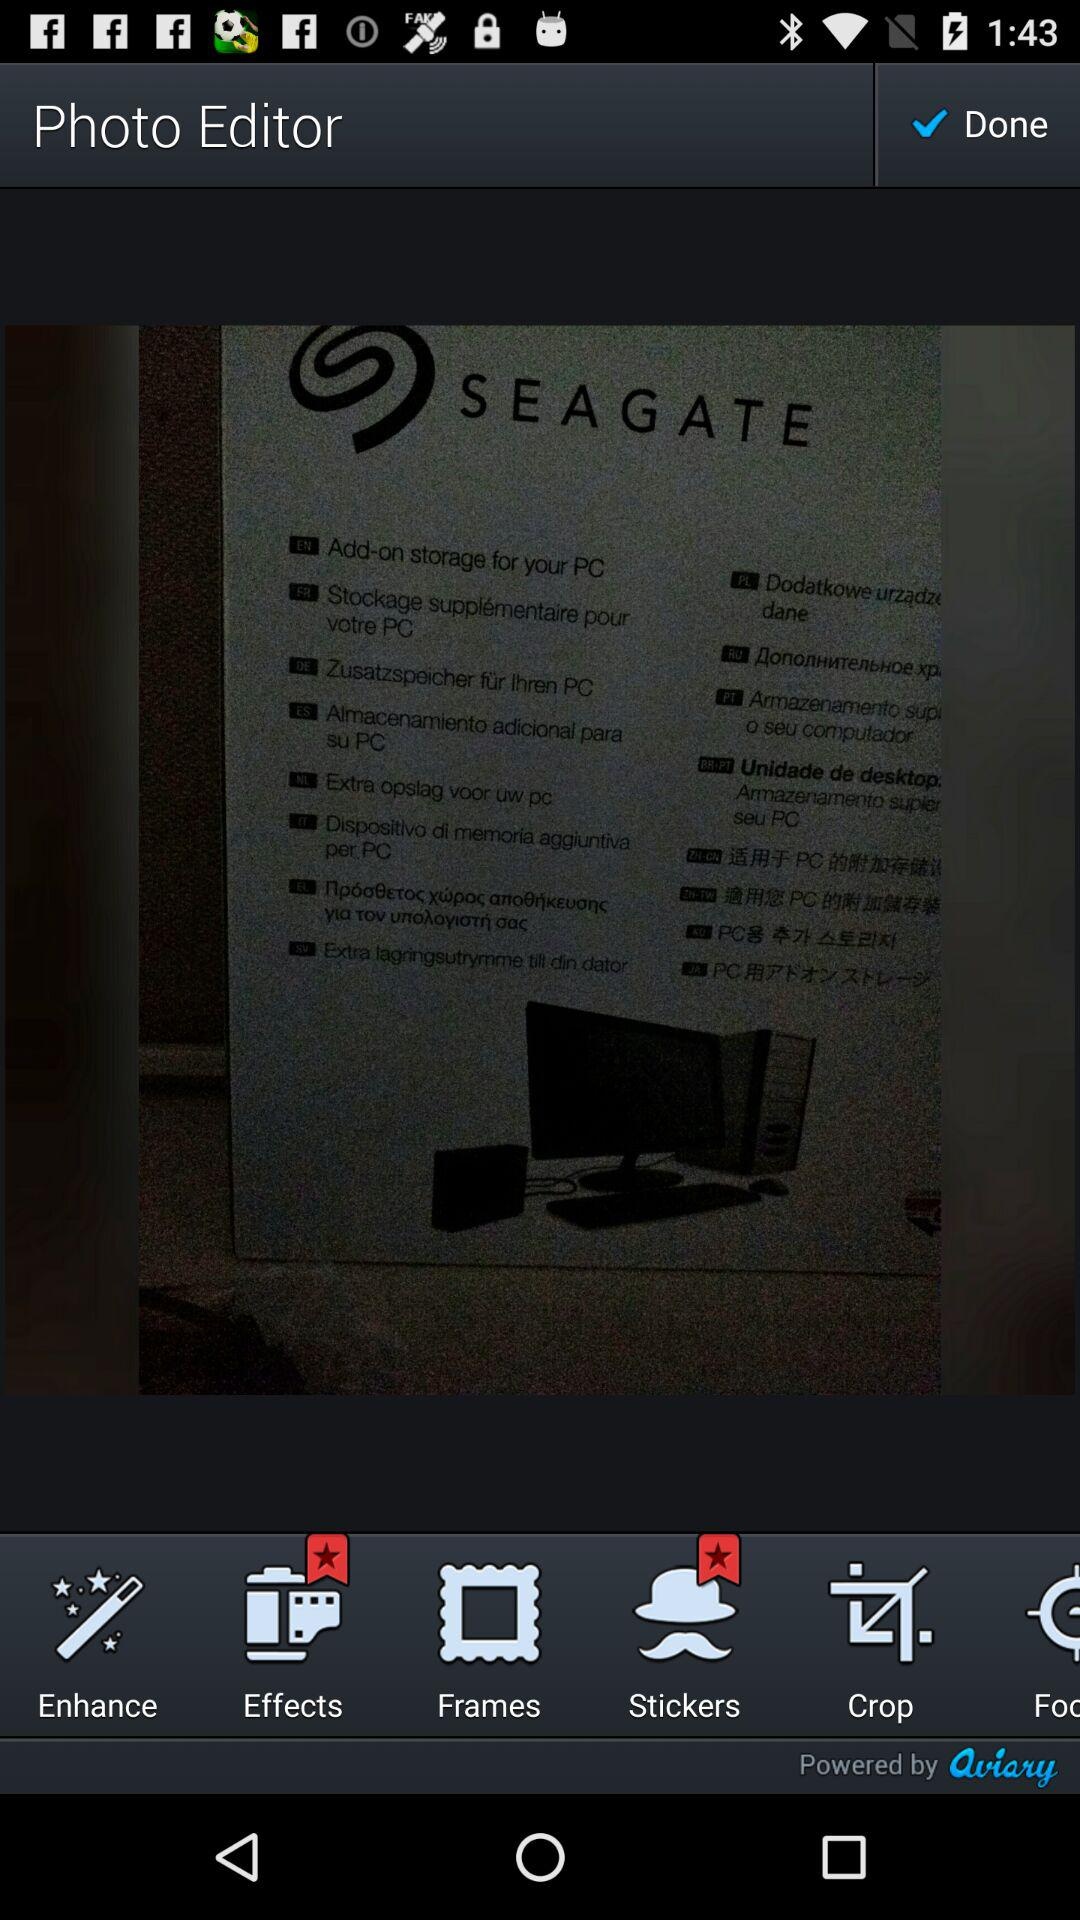 FAKE
1:43
Photo Editor
Done
SEAGATE
EN Add-on storage for your PC
FR Stockage supplémentaire pour
votre PC
DE Zusatzspeicher für Ihren PC
ES Almacenamiento adicional para
su PC
NL Extra opslag voor uw pc
IT Dispositivo di memoria aggiuntiva
per PC
EL Πρόσθετος χώρος αποθήκευσης
για τον υπολογιστή σας
SV Extra lagringsutrymme till din dator
PL Dodatkowe
dane
RU Дополнительное
PT Armazenamento
o seu computador
BR-PT Unidade de desktop.
Armazenamento
seu PC
ZH-CN 适用于 PC 的附加存储
ZH-TW 適用您 PC 的附加儲存裝
KO PC용 추가 스토리지
JA PC 用アドオン ストレージ
Enhance
Effects
Frames
Stickers
Crop
Powered by Aviary